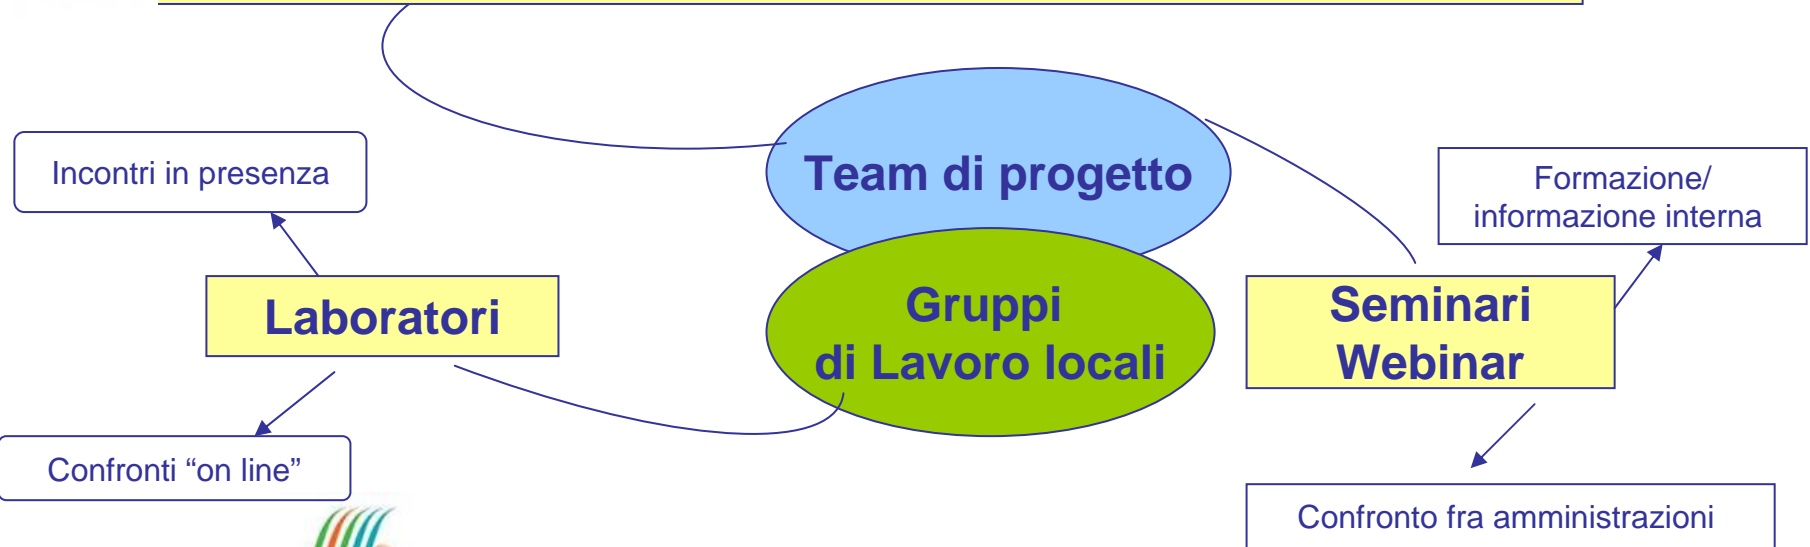 Team di progetto
Incontri in presenza
Formazione/
informazione interna
Laboratori
Gruppi
di Lavoro locali
Seminari
Webinar
Confronti “on line”
Confronto fra amministrazioni